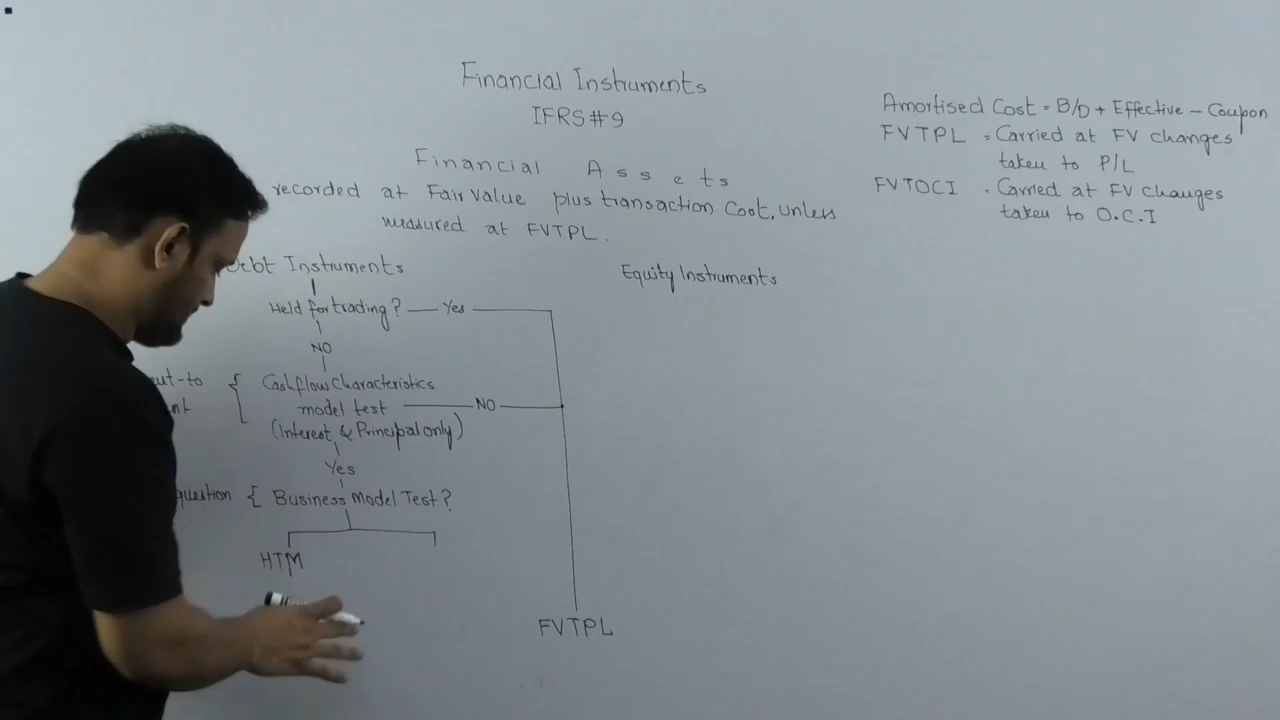 Financial Instruments
IFRS#9
Financial Assets
recorded at Fair Value plus transaction Cost, unless
measured at FVTPL.
Amortised Cost = B/D + Effective - Coupon
FVTPL = Carried at FV changes
taken to P/L
FVTOCI . Carried at FV changes
taken to O.C.I
Instruments
Held for trading? Yes
NO
Cashflow Characteristics
model test NO
(Interest & Principal only)
Yes
question { Business Model Test?
HTM
FVTPL
Equity Instruments